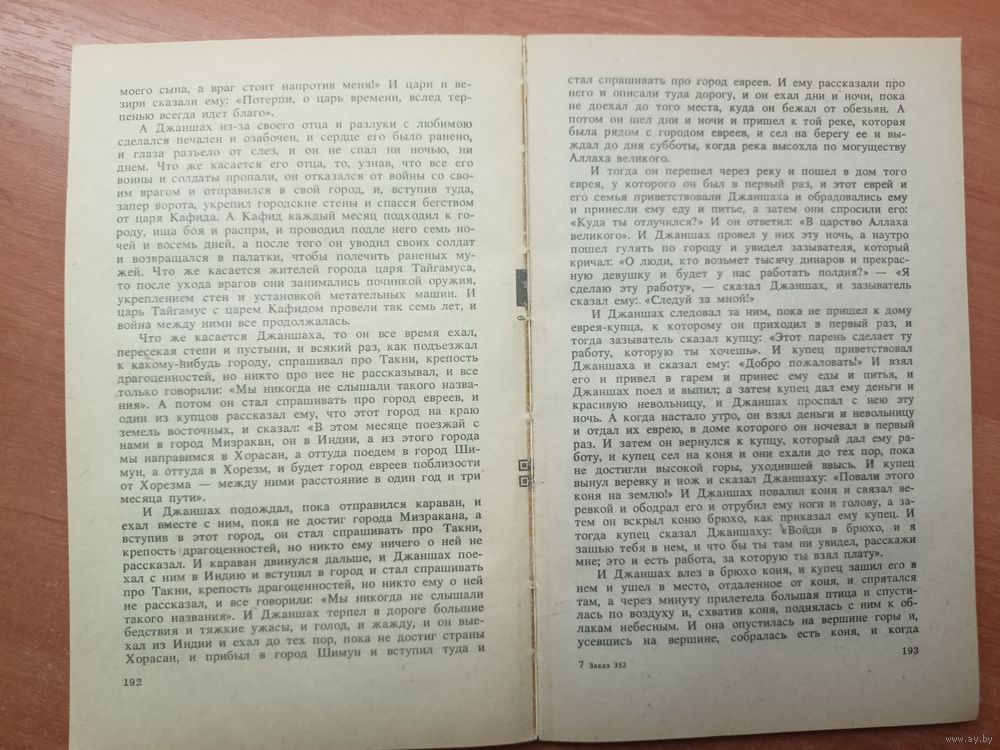 моего сына, а враг стоит напротив меня!» И цари и ве-
зири сказали ему: «Потерпи, о царь времени, вслед тер-
пенью всегда идет благо».
А Джаншах из-за своего отца и разлуки с любимою
сделался печален и озабочен, и сердце его было ранено,
и глаза разъело от слез, и он не спал ни ночью, ни
днем. Что же касается его отца, то, узнав, что все его
воины и солдаты пропали, он отказался от войны со сво-
им врагом и отправился в свой город, и, вступив туда,
запер ворота, укрепил городские стены и спасся бегством
от царя Кафида. А Кафид каждый месяц подходил к го-
роду, ища боя и распри, и проводил подле него семь но-
чей и восемь дней, а после того он уводил своих солдат
и возвращался в палатки, чтобы полечить раненых му-
жей. Что же касается жителей города царя Тайгамуса,
то после ухода врагов они занимались починкой оружия,
укреплением стен и установкой метательных машин. И
царь Тайгамус с царем Кафидом провели так семь лет, и
война между ними все продолжалась.
Что же касается Джаншаха, то он все время ехал,
пересекая степи и пустыни, и всякий раз, как подъезжал
к какому-нибудь городу, спрашивал про Такни, крепость
драгоценностей, но никто про нее не рассказывал, и все
только говорили: «Мы никогда не слышали такого назва-
ния». А потом он стал спрашивать про город евреев, и
один из купцов рассказал ему, что этот город на краю
земель восточных, и сказал: «В этом месяце поезжай с
нами в город Мизракан, он в Индии, а из этого города
мы направимся в Хорасан, а оттуда поедем в город Ши-
мун, а оттуда в Хорезм, и будет город евреев поблизости
от Хорезма — между ними расстояние в один год и три
месяца пути».
И Джаншах подождал, пока отправился караван, и
ехал вместе с ним, пока не достиг города Мизракана, а
вступив в этот город, он стал спрашивать про Такни,
крепость драгоценностей, но никто ему ничего о ней не
рассказал. И караван двинулся дальше, и Джаншах пое-
хал с ним в Индию и вступил в город и стал спрашивать
про Такни, крепость драгоценностей, но никто ему о ней
не рассказал, и все говорили: «Мы никогда не слышали
такого названия». И Джаншах терпел в дороге большие
бедствия и тяжкие ужасы, и голод, и жажду, и он вые-
хал из Индии и ехал до тех пор, пока не достиг страны
Хорасан, и прибыл в город Шимун и вступил туда и
192
стал спрашивать про город евреев. И ему рассказали про
него и описали туда дорогу, и он ехал дни и ночи, пока
не доехал до того места, куда он бежал от обезьян. А
потом он шел дни и ночи и пришел к той реке, которая
была рядом с городом евреев, и сел на берегу ее и вы-
ждал до дня субботы, когда река высохла по могуществу
Аллаха великого.
И тогда он перешел через реку и пошел в дом того
еврея, у которого он был в первый раз, и этот еврей и
его семья приветствовали Джаншаха и обрадовались ему
и принесли ему еду и питье, а затем они спросили его:
«Куда ты отлучился?» И он ответил: «В царство Аллаха
великого». И Джаншах провел у них эту ночь, а наутро
пошел гулять по городу и увидел зазывателя, который
кричал: «О люди, кто возьмет тысячу динаров и прекрас-
ную девушку и будет у нас работать полдня?» — «Я
сделаю эту работу», — сказал Джаншах, и зазыватель
сказал ему: «Следуй за мной!»
И Джаншах следовал за ним, пока не пришел к дому
еврея-купца, к которому он приходил в первый раз, и
тогда зазыватель сказал купцу: «Этот парень сделает ту
работу, которую ты хочешь». И купец приветствовал
Джаншаха и сказал ему: «Добро пожаловать!» И взял
его и привел в гарем и принес ему еды и питья, и
Джаншах поел и выпил; а затем купец дал ему деньги и
красивую невольницу, и Джаншах проспал с нею эту
ночь. А когда настало утро, он взял деньги и невольницу
и отдал их еврею, в доме которого он ночевал в первый
раз. И затем он вернулся к купцу, который дал ему ра-
боту, и купец сел на коня и они ехали до тех пор, пока
не достигли высокой горы, уходившей ввысь. И купец
вынул веревку и нож и сказал Джаншаху: «Повали этого
коня на землю!» И Джаншах повалил коня и связал ве-
ревкой и ободрал его и отрубил ему ноги и голову, а за-
тем он вскрыл коню брюхо, как приказал ему купец. И
тогда купец сказал Джаншаху: «Войди в брюхо, и я
зашью тебя в нем, и что бы ты там ни увидел, расскажи
мне; это и есть работа, за которую ты взял плату».
И Джаншах влез в брюхо коня, и купец зашил его в
нем и ушел в место, отдаленное от коня, и спрятался
там, а через минуту прилетела большая птица и спусти-
лась по воздуху и, схватив коня, поднялась с ним к об-
лакам небесным. И она опустилась на вершине горы и,
усевшись на вершине, собралась есть коня, и когда
7 Заказ 352
193
www.ay.by